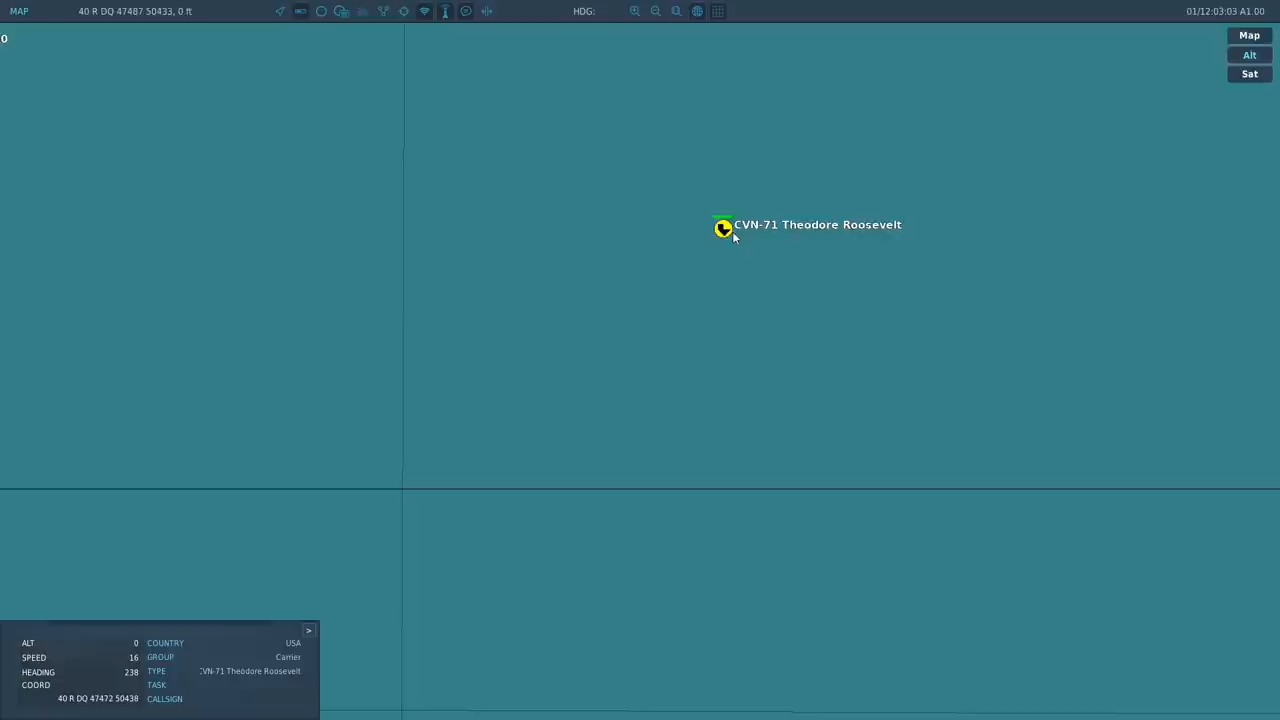 MAP 40 R DQ 47487 50433, 0 ft HDG: 01/12:03:03 A1.00
0
Map
Alt
Sat
CVN-71 Theodore Roosevelt
>
ALT 0 COUNTRY USA
SPEED 16 GROUP Carrier
HEADING 238 TYPE CVN-71 Theodore Roosevelt
COORD TASK
40 R DQ 47472 50438 CALLSIGN